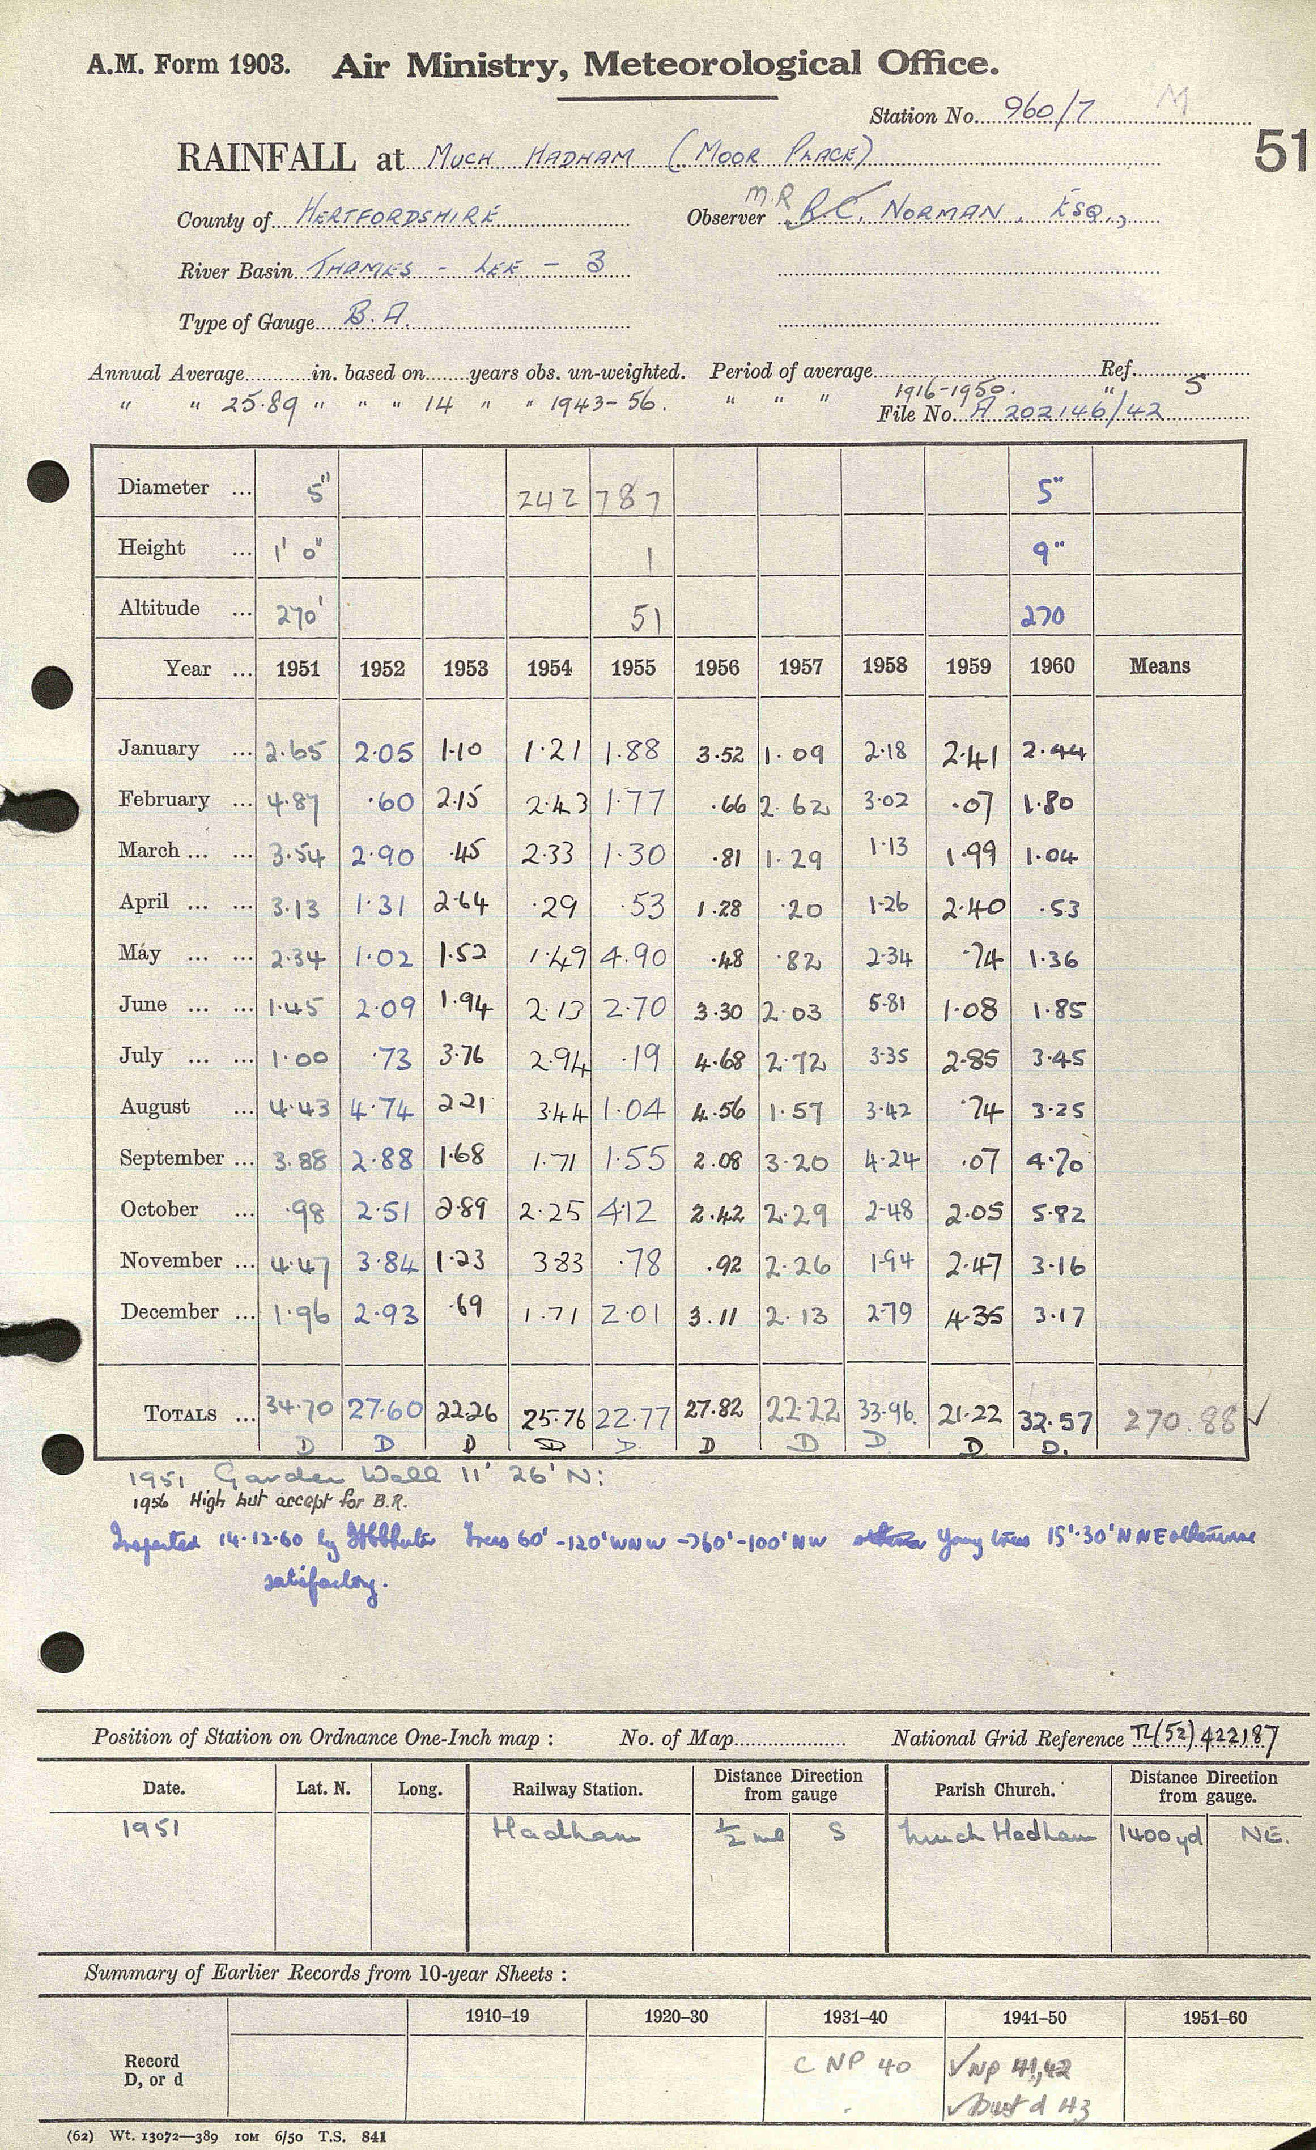 A.M. Form 1903. Air Ministry, Meteorological Office.
Station No. 960/7 M
51
RAINFALL at MUCH HADHAM (MOOR PLACE)
M.R
County of HERTFORDSHIRE Observer R.C. NORMAN, ESQ.,
River Basin THAMES - LEE - 3
Type of Gauge B.A.
Annual Average in. based on years obs. un-weighted. Period of average Ref.
" " 25.89 " " " 14 " " 1943-56. " " " 1916-1950. " S
File No. A 202146/42
Diameter ... 5" 242 787 5"
Height ... 1' 0" 1 9"
Altitude ... 270' 51 270
Year ... 1951 1952 1953 1954 1955 1956 1957 1958 1959 1960 Means
January ... 2.65 2.05 1.10 1.21 1.88 3.52 1.09 2.18 2.41 2.44
February ... 4.87 .60 2.15 2.43 1.77 .66 2.62 3.02 .07 1.80
March ... ... 3.54 2.90 .45 2.33 1.30 .81 1.29 1.13 1.99 1.04
April ... ... 3.13 1.31 2.64 .29 .53 1.28 .20 1.26 2.40 .53
May ... ... 2.34 1.02 1.52 1.49 4.90 .48 .82 2.34 .74 1.36
June ... ... 1.45 2.09 1.94 2.13 2.70 3.30 2.03 5.81 1.08 1.85
July ... ... 1.00 .73 3.76 2.94 .19 4.68 2.72 3.35 2.85 3.45
August ... 4.43 4.74 2.21 3.44 1.04 4.56 1.57 3.42 .74 3.25
September ... 3.88 2.88 1.68 1.71 1.55 2.08 3.20 4.24 .07 4.70
October ... .98 2.51 2.89 2.25 4.12 2.42 2.29 2.48 2.05 5.82
November ... 4.47 3.84 1.23 3.83 .78 .92 2.26 1.94 2.47 3.16
December ... 1.96 2.93 .69 1.71 2.01 3.11 2.13 2.79 4.35 3.17
TOTALS ... 34.70 27.60 22.26 25.76 22.77 27.82 22.22 33.96. 21.22 32.57 270.88 ✓
D D D D D D D D. D D.
1951 Garden Wall 11' 26' N:
1956 High but accept for B.R.
Inspected 14.12.60 by Trees 60' -120' WNW ->60' -100' NW Young trees 15'.30' NNE otherwise
satisfactory.
Position of Station on Ordnance One-Inch map : No. of Map National Grid Reference TL(52)422187
Date. Lat. N. Long. Railway Station. Distance Direction from gauge Parish Church. Distance Direction from gauge.
1951 Hadham ½ ml S Much Hadham 1400 yd NE.
Summary of Earlier Records from 10-year Sheets :
1910–19 1920–30 1931–40 1941–50 1951–60
Record
D, or d
C NP 40 ✓NP 41,42
✓But d 43
(62) Wt. 13072—389 10M 6/50 T.S. 841